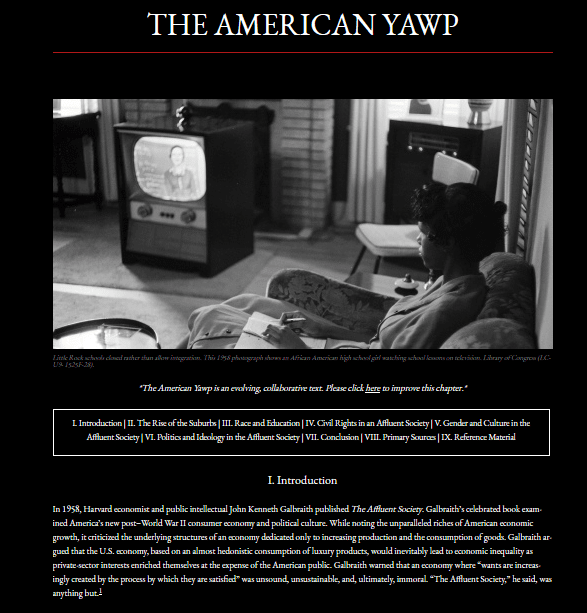 THE AMERICAN YAWP
Little Rock schools closed rather than allow integration. This 1958 photograph shows an African American high school girl watching school lessons on television. Library of Congress (LC-
U9-1525F-28).
*The American Yawp is an evolving, collaborative text. Please click here to improve this chapter.*
I. Introduction | II. The Rise of the Suburbs | III. Race and Education | IV. Civil Rights in an Affluent Society | V. Gender and Culture in the
Affluent Society | VI. Politics and Ideology in the Affluent Society | VII. Conclusion | VIII. Primary Sources | IX. Reference Material
I. Introduction
In 1958, Harvard economist and public intellectual John Kenneth Galbraith published The Affluent Society. Galbraith's celebrated book exam-
ined America's new post–World War II consumer economy and political culture. While noting the unparalleled riches of American economic
growth, it criticized the underlying structures of an economy dedicated only to increasing production and the consumption of goods. Galbraith ar-
gued that the U.S. economy, based on an almost hedonistic consumption of luxury products, would inevitably lead to economic inequality as
private-sector interests enriched themselves at the expense of the American public. Galbraith warned that an economy where "wants are increas-
ingly created by the process by which they are satisfied" was unsound, unsustainable, and, ultimately, immoral. "The Affluent Society," he said, was
anything but.1